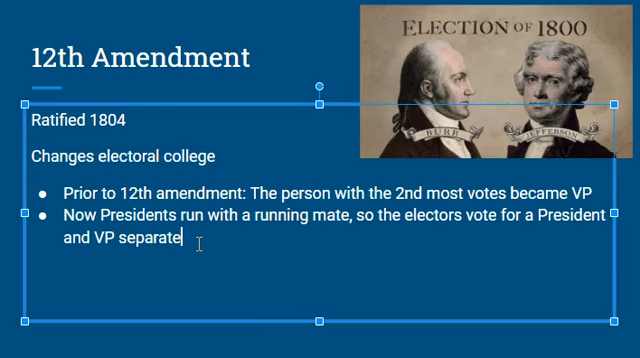 12th Amendment
ELECTION OF 1800
BURR
JEFFERSON
Ratified 1804
Changes electoral college
● Prior to 12th amendment: The person with the 2nd most votes became VP
● Now Presidents run with a running mate, so the electors vote for a President
and VP separate